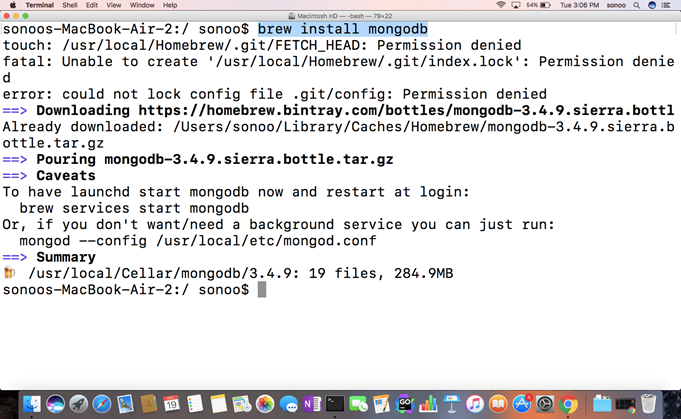 Terminal Shell Edit View Window Help 54% Tue 3:06 PM sonoo
Macintosh HD — -bash — 79×22
sonoos-MacBook-Air-2:/ sonoo$ brew install mongodb
touch: /usr/local/Homebrew/.git/FETCH_HEAD: Permission denied
fatal: Unable to create '/usr/local/Homebrew/.git/index.lock': Permission denie
d
error: could not lock config file .git/config: Permission denied
==> Downloading https://homebrew.bintray.com/bottles/mongodb-3.4.9.sierra.bottl
Already downloaded: /Users/sonoo/Library/Caches/Homebrew/mongodb-3.4.9.sierra.b
ottle.tar.gz
==> Pouring mongodb-3.4.9.sierra.bottle.tar.gz
==> Caveats
To have launchd start mongodb now and restart at login:
  brew services start mongodb
Or, if you don't want/need a background service you can just run:
  mongod --config /usr/local/etc/mongod.conf
==> Summary
🍺  /usr/local/Cellar/mongodb/3.4.9: 19 files, 284.9MB
sonoos-MacBook-Air-2:/ sonoo$
19 GO